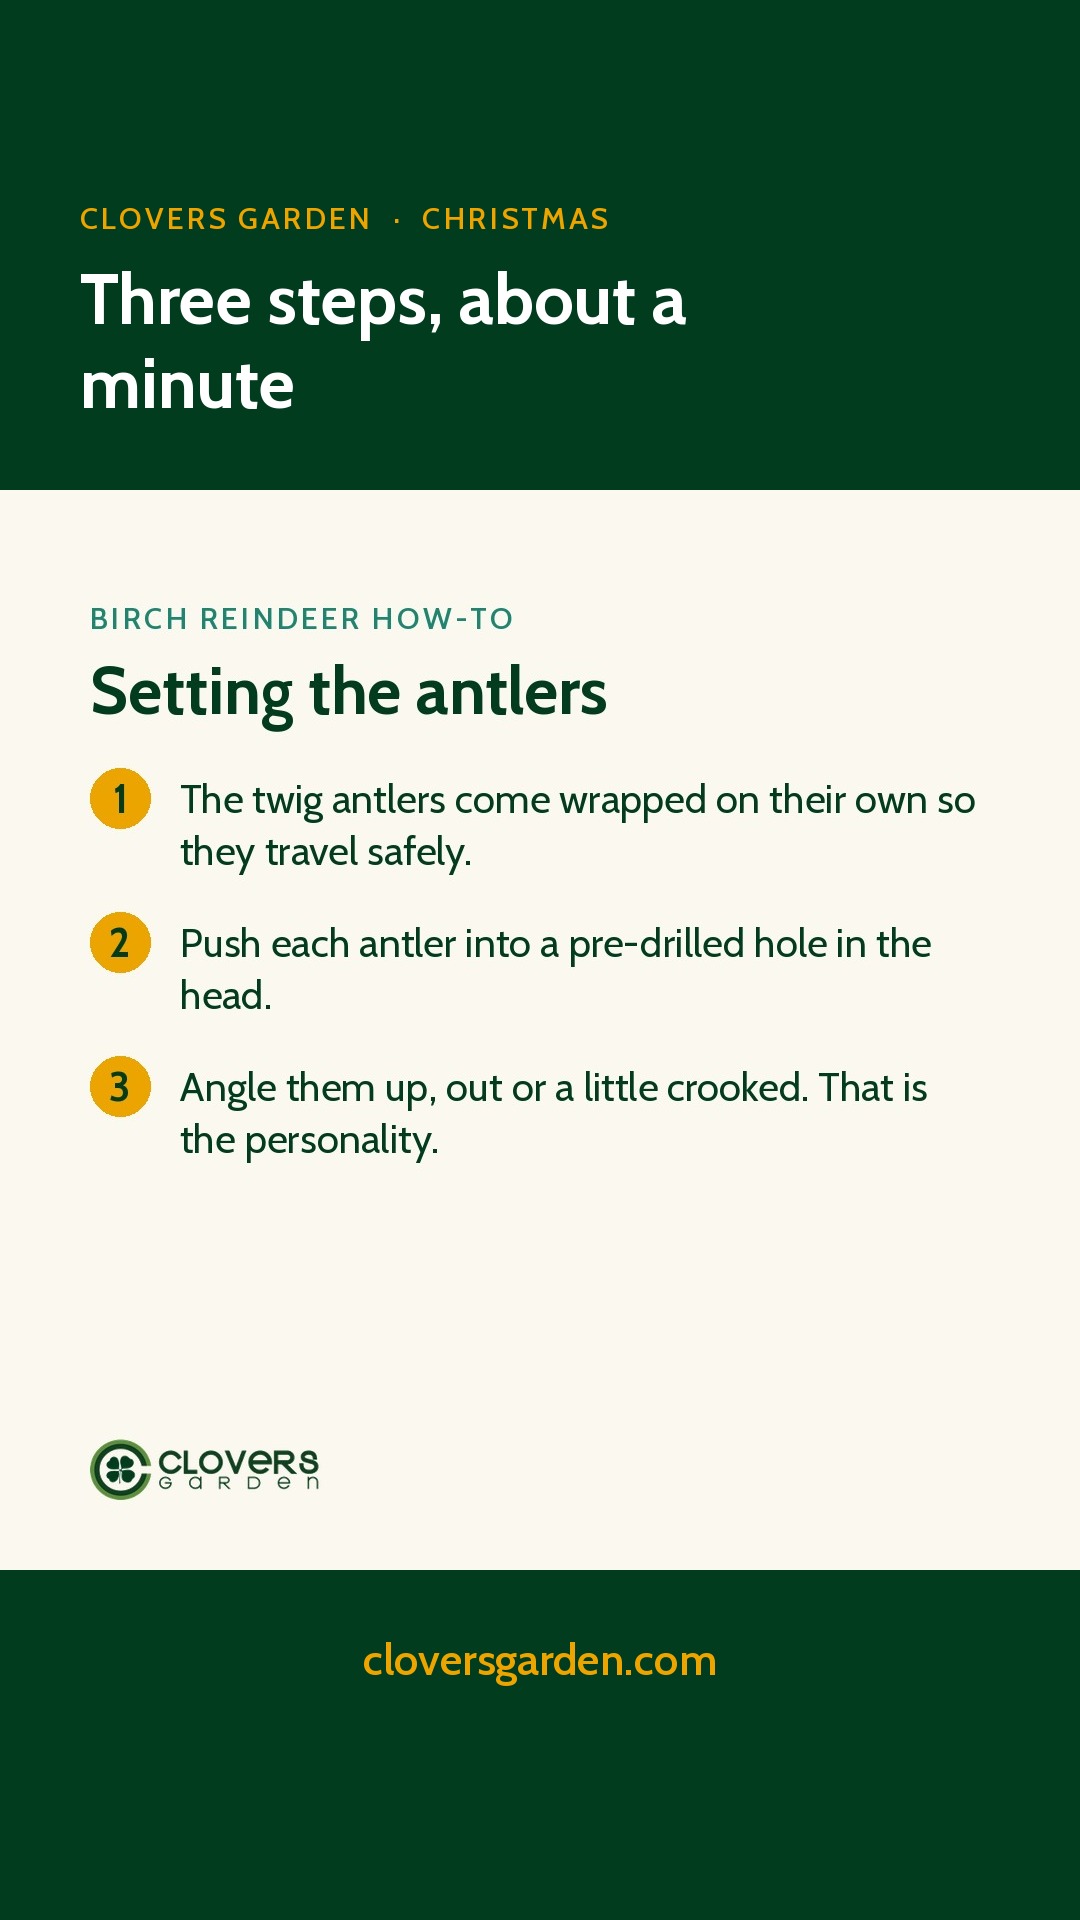 CLOVERS GARDEN · CHRISTMAS
Three steps, about a
minute
BIRCH REINDEER HOW-TO
Setting the antlers
1 The twig antlers come wrapped on their own so
they travel safely.
2 Push each antler into a pre-drilled hole in the
head.
3 Angle them up, out or a little crooked. That is
the personality.
CLOVERS
GARDEN
cloversgarden.com